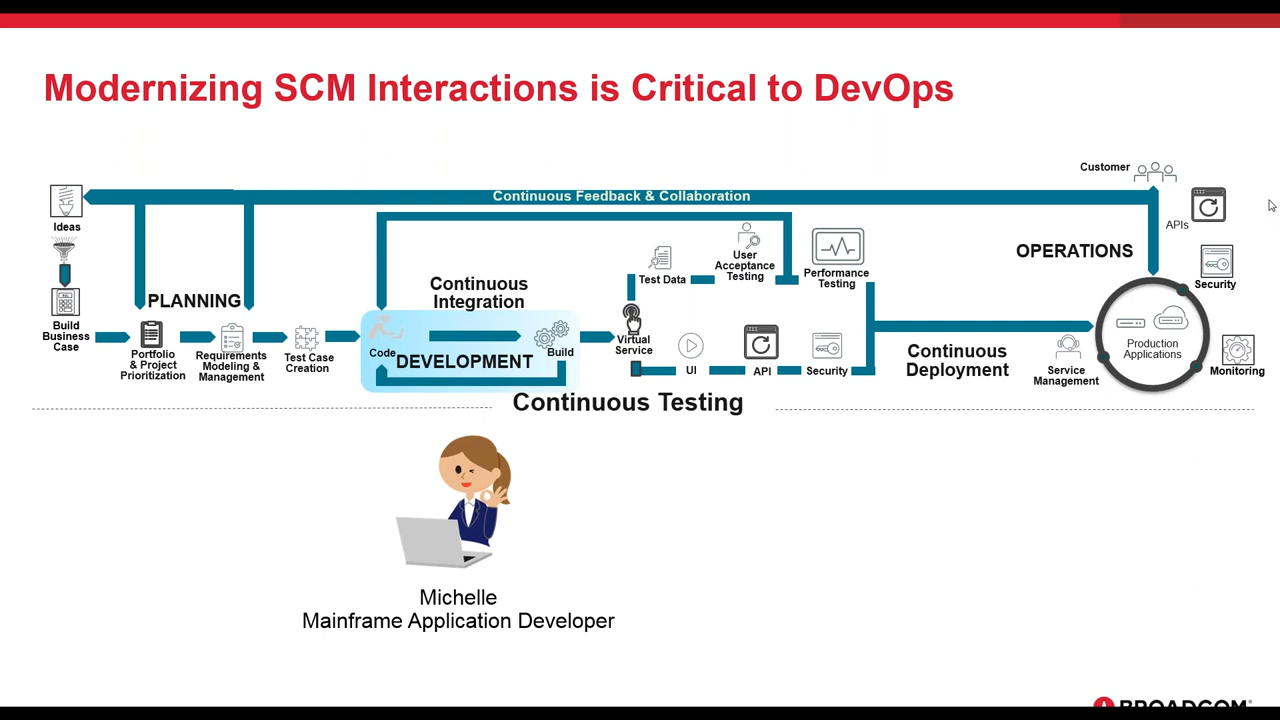 Modernizing SCM Interactions is Critical to DevOps
Customer
Continuous Feedback & Collaboration
Ideas
APIs
OPERATIONS
User
Acceptance
Testing
Test Data
Performance
Testing
Security
Continuous
Integration
PLANNING
Build
Business
Case
Portfolio
& Project
Prioritization
Requirements
Modeling &
Management
Test Case
Creation
Code
DEVELOPMENT
Build
Virtual
Service
UI
API
Security
Continuous
Deployment
Service
Management
Production
Applications
Monitoring
Continuous Testing
Michelle
Mainframe Application Developer
BROADCOM®